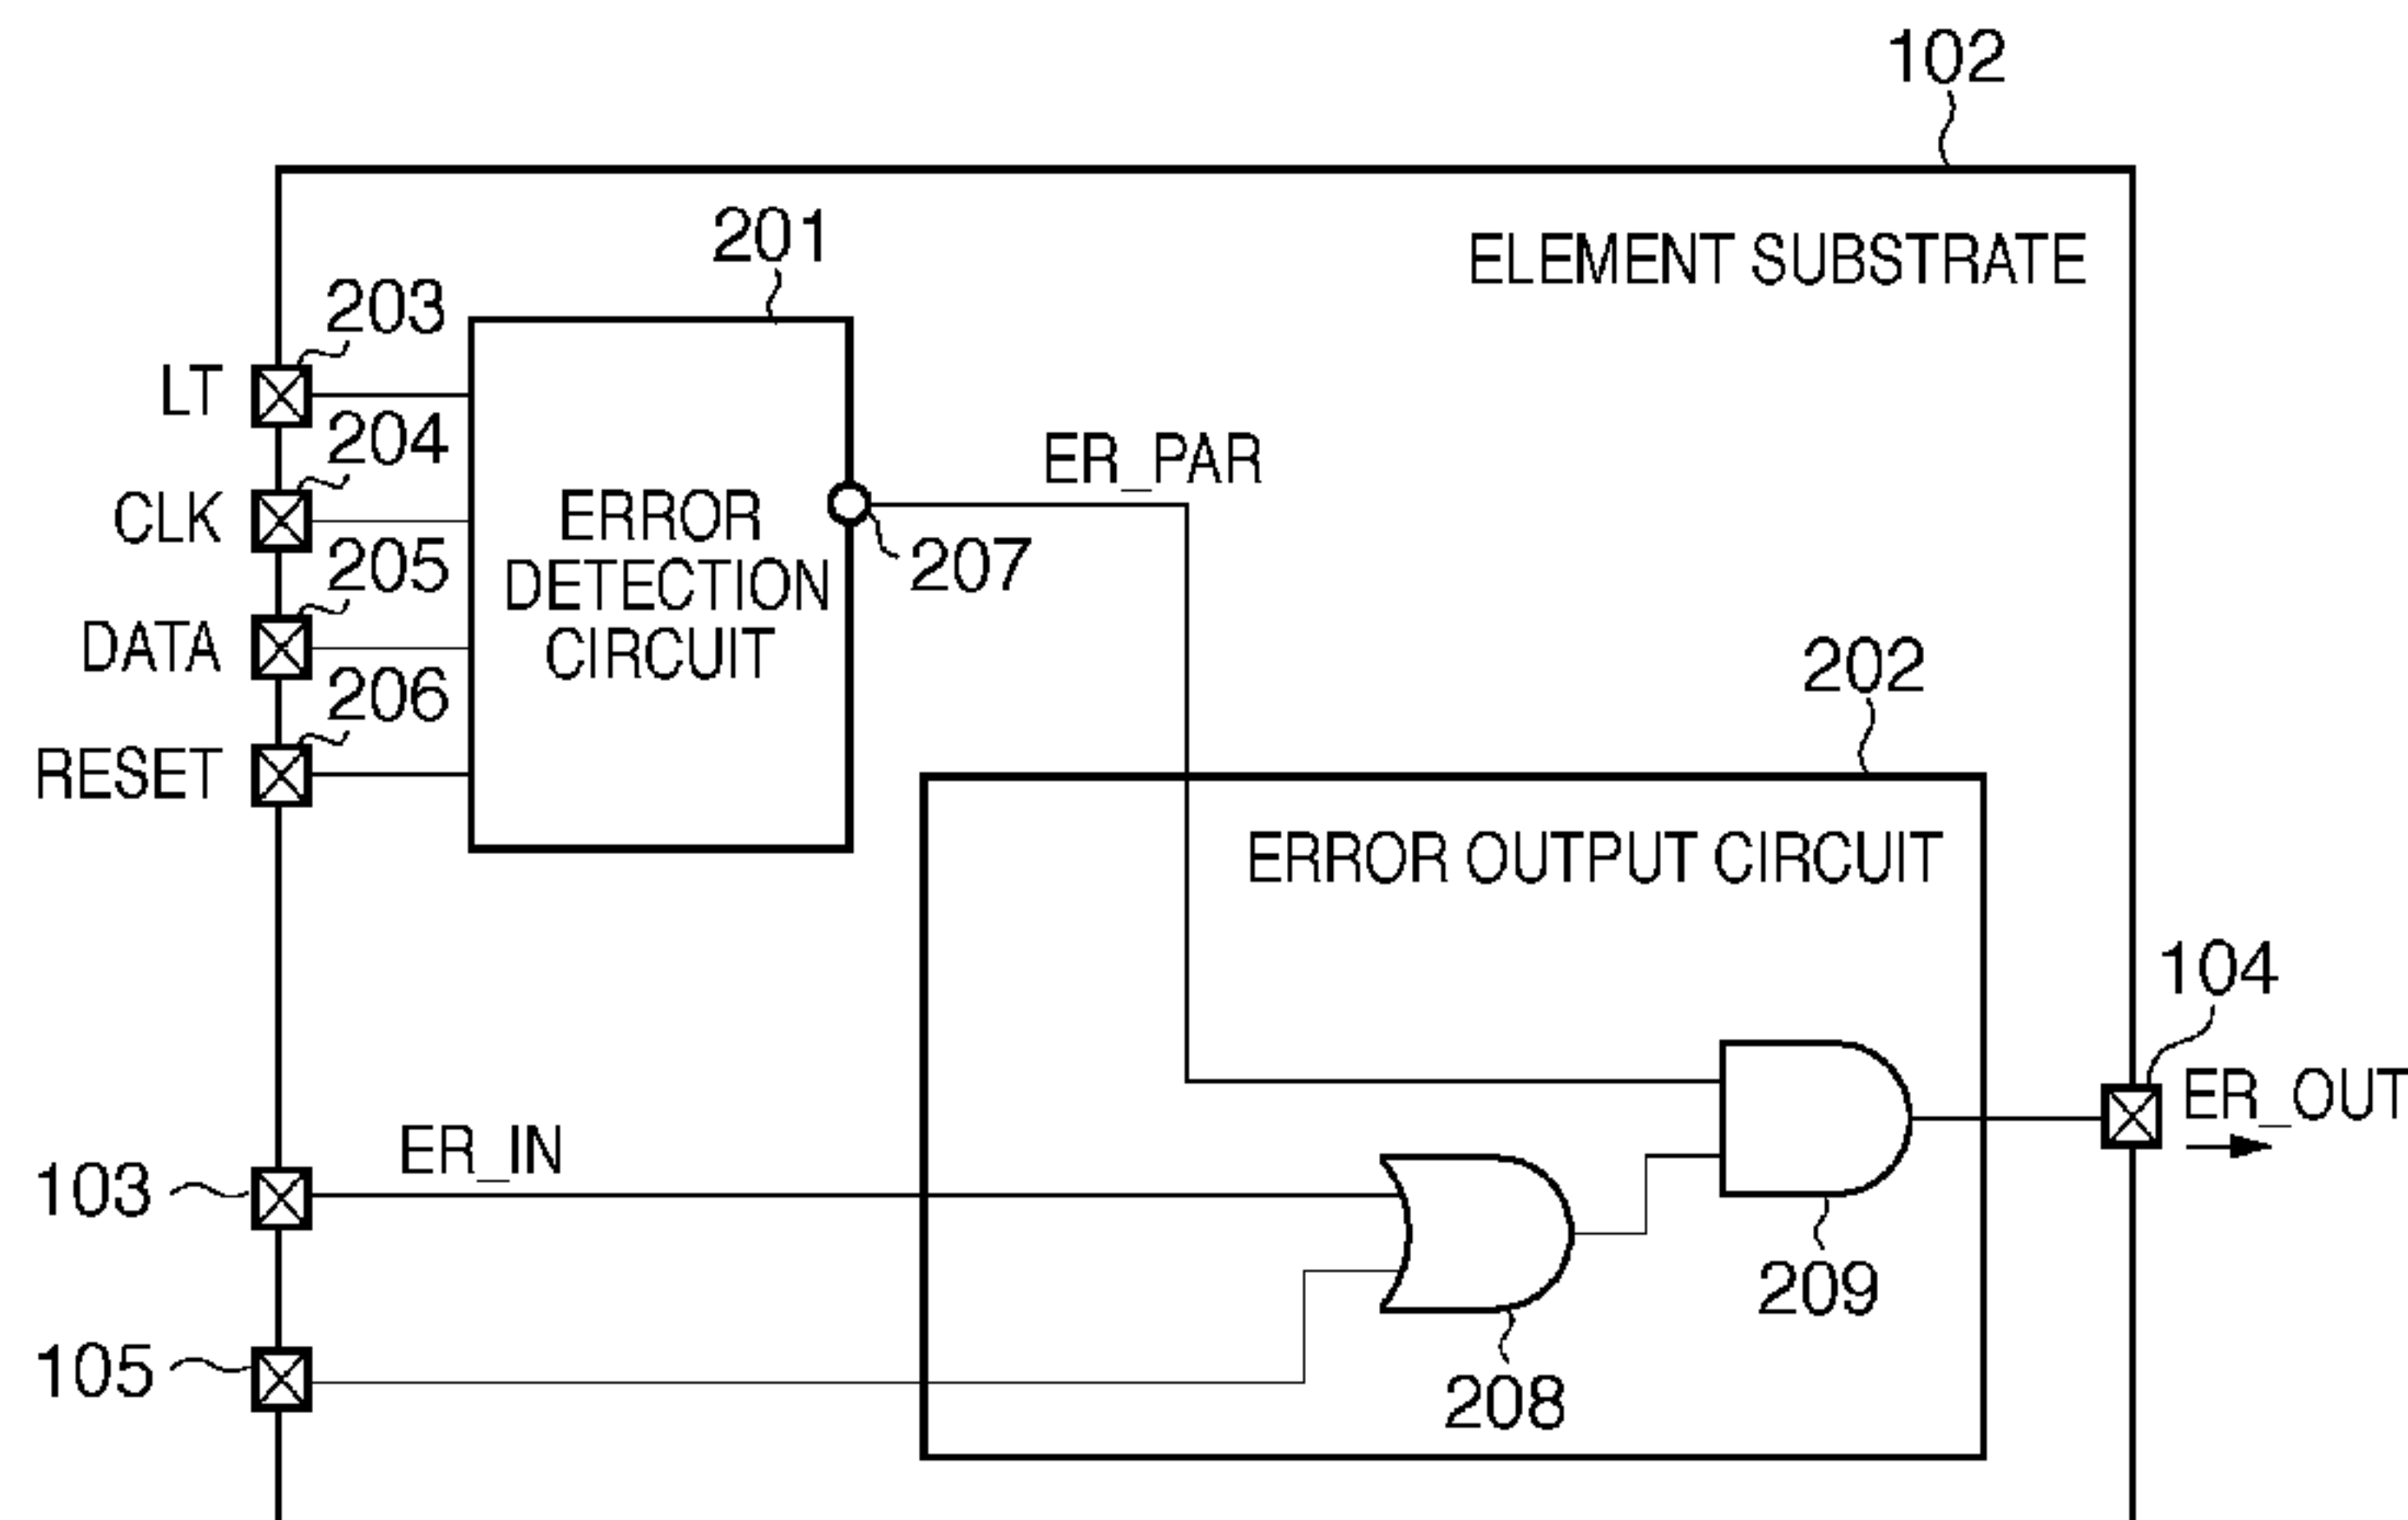 102
ELEMENT SUBSTRATE
201
203
LT
204
CLK
205
DATA
206
RESET
ERROR
DETECTION
CIRCUIT
ER_PAR
207
202
ERROR OUTPUT CIRCUIT
104
ER_OUT
103
ER_IN
209
105
208